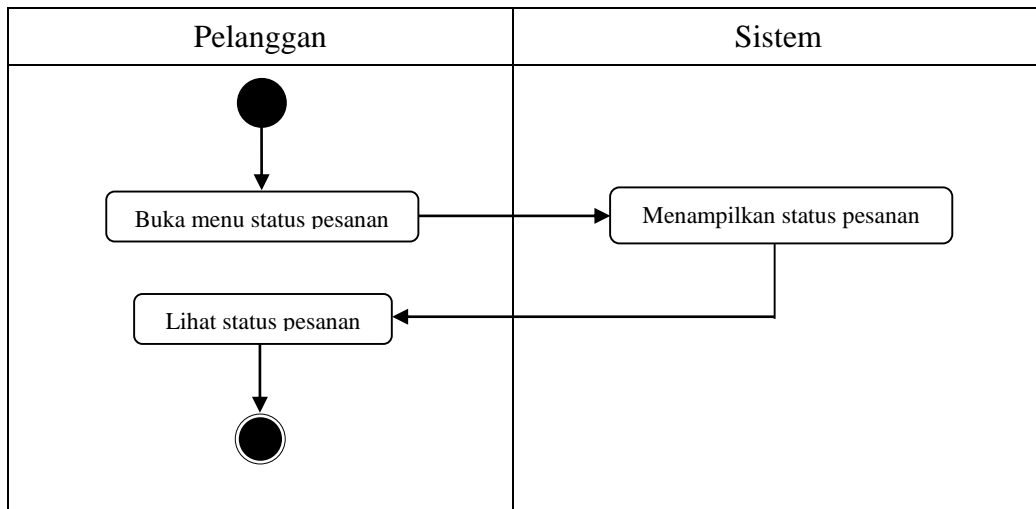 Pelanggan
Sistem
Buka menu status pesanan
Menampilkan status pesanan
Lihat status pesanan